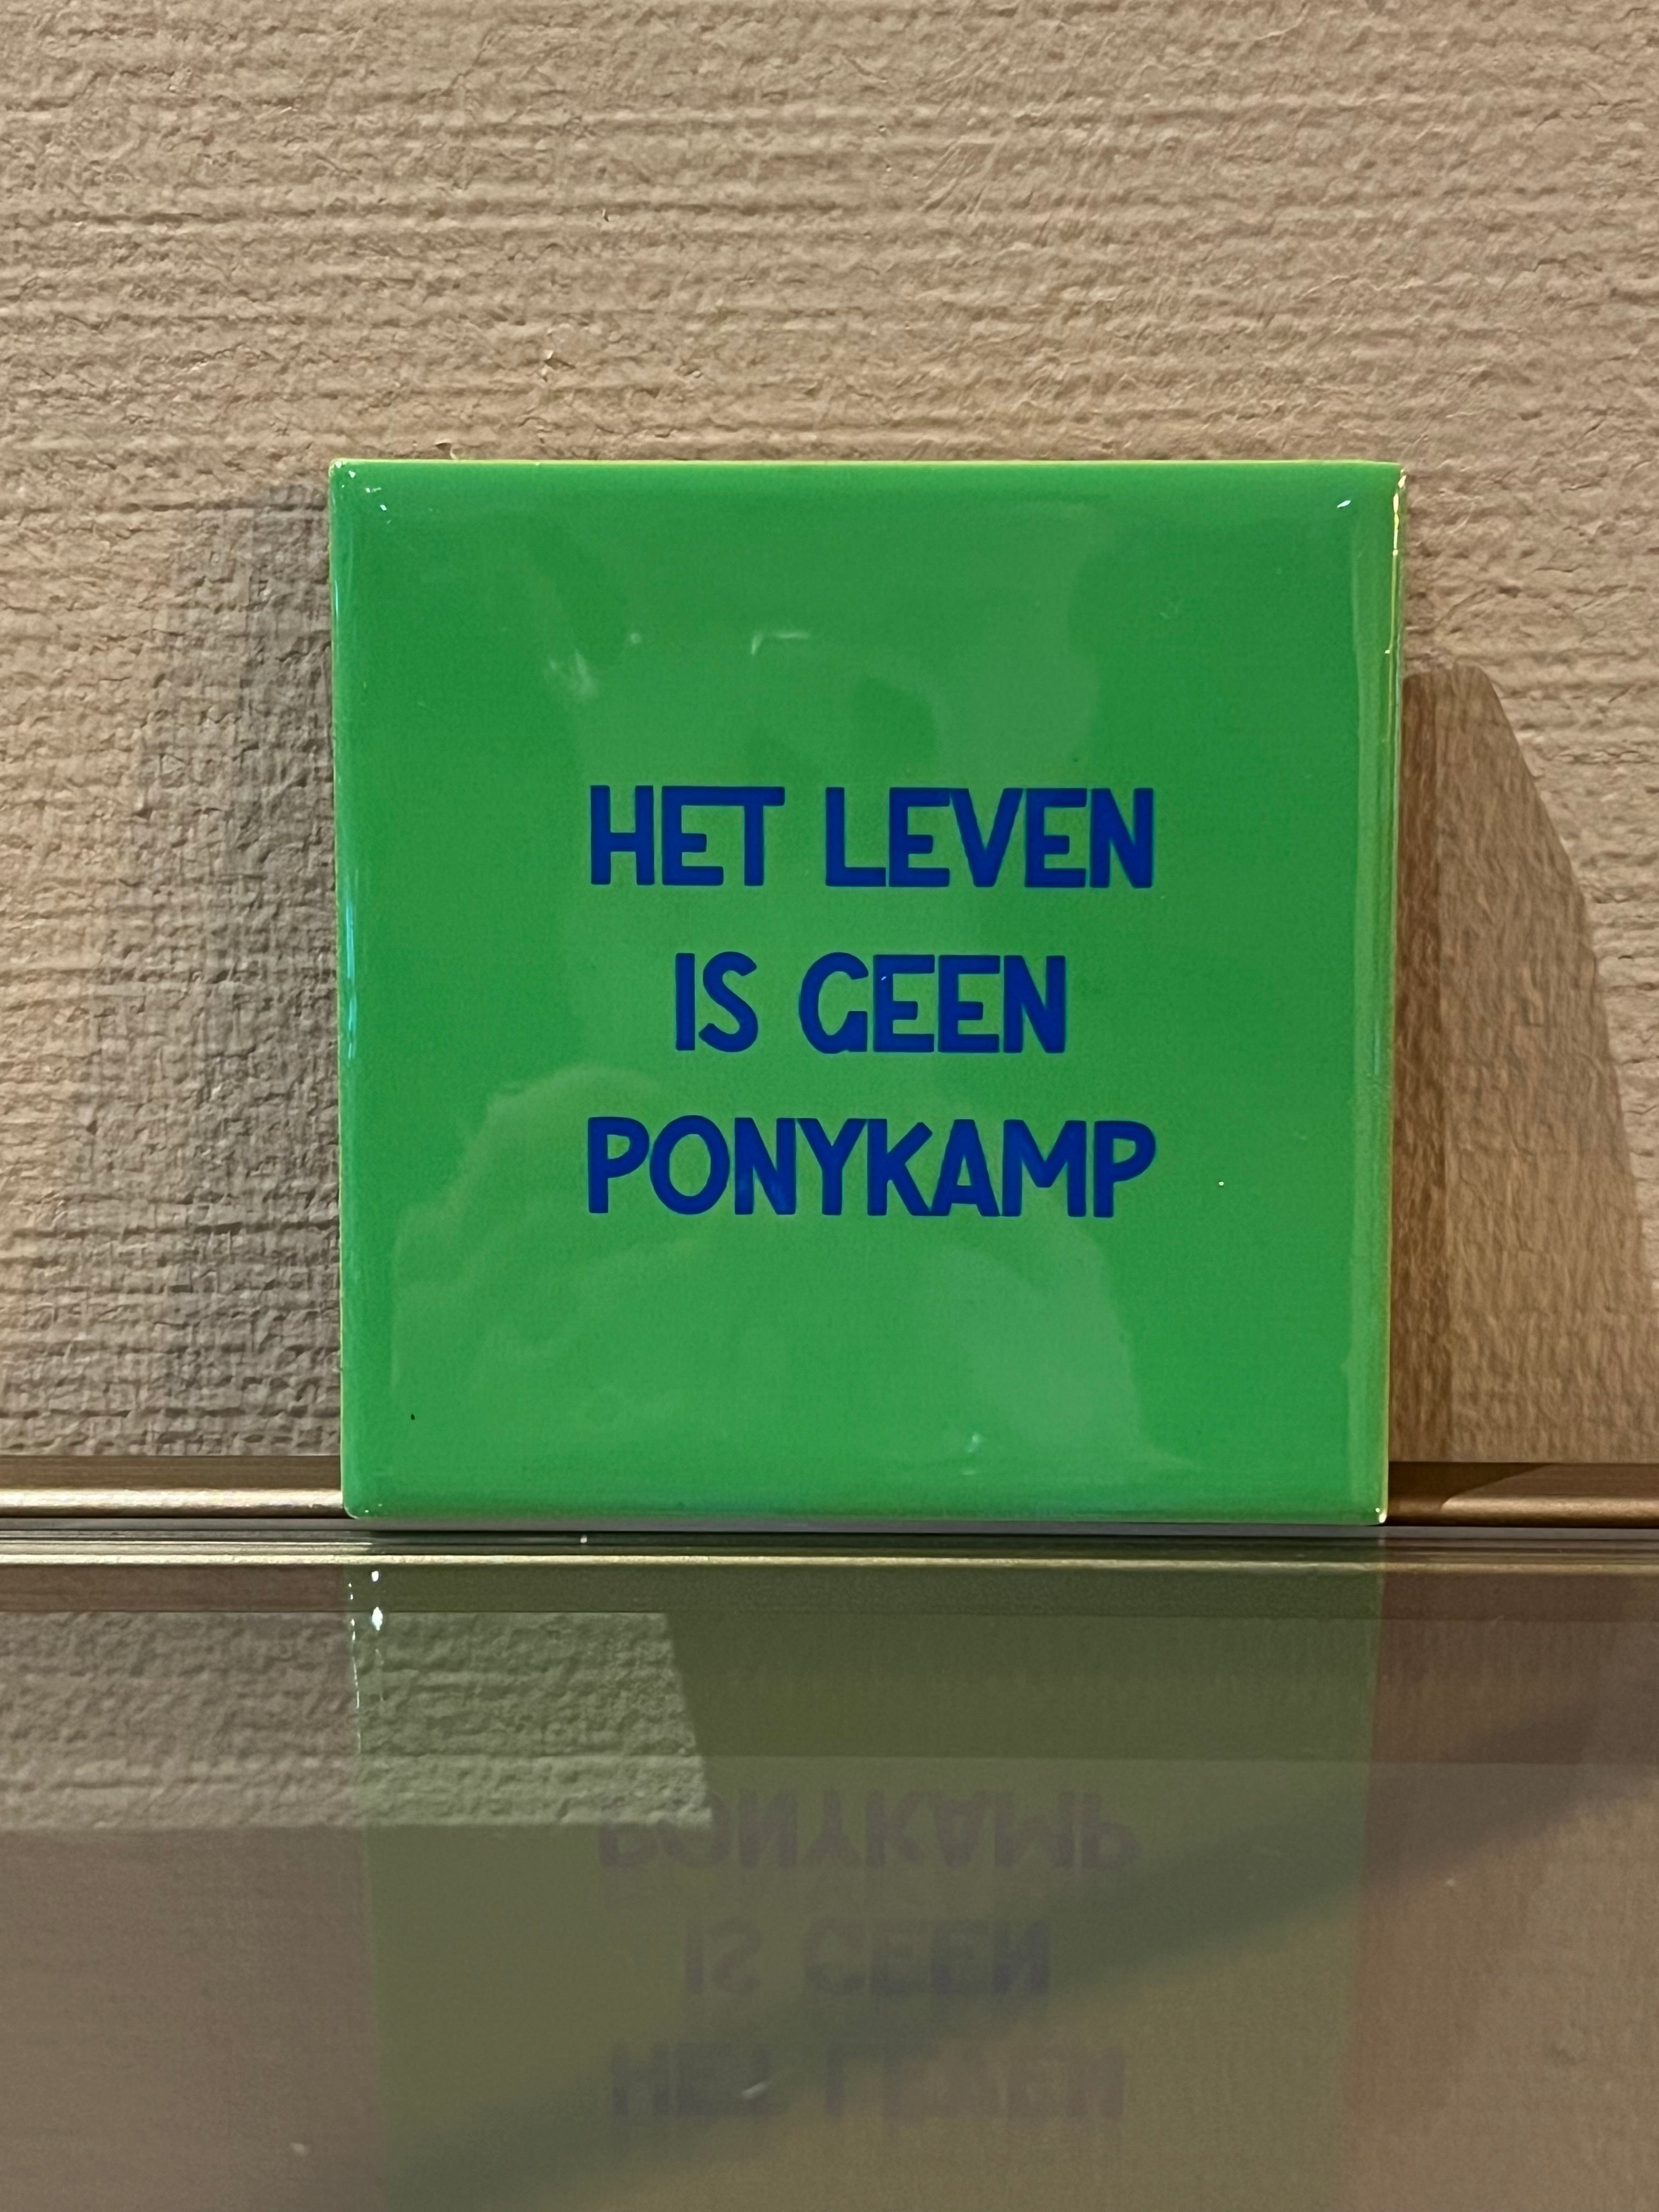 HET LEVEN
IS GEEN
PONYKAMP